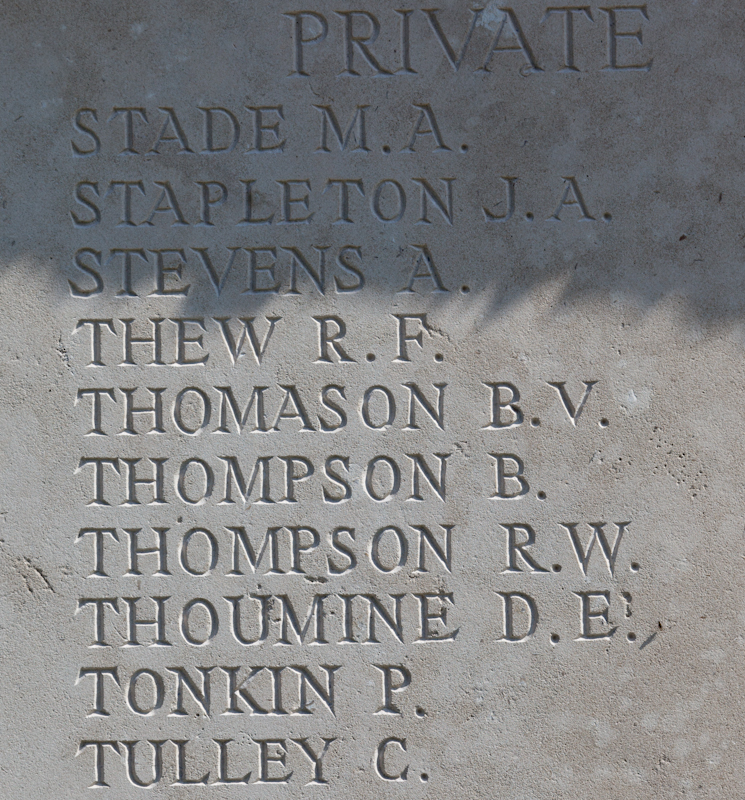 PRIVATE
STADE M.A.
STAPLETON J.A.
STEVENS A.
THEW R.F.
THOMASON B.V.
THOMPSON B.
THOMPSON R.W.
THOUMINE D.E.
TONKIN P.
TULLEY C.